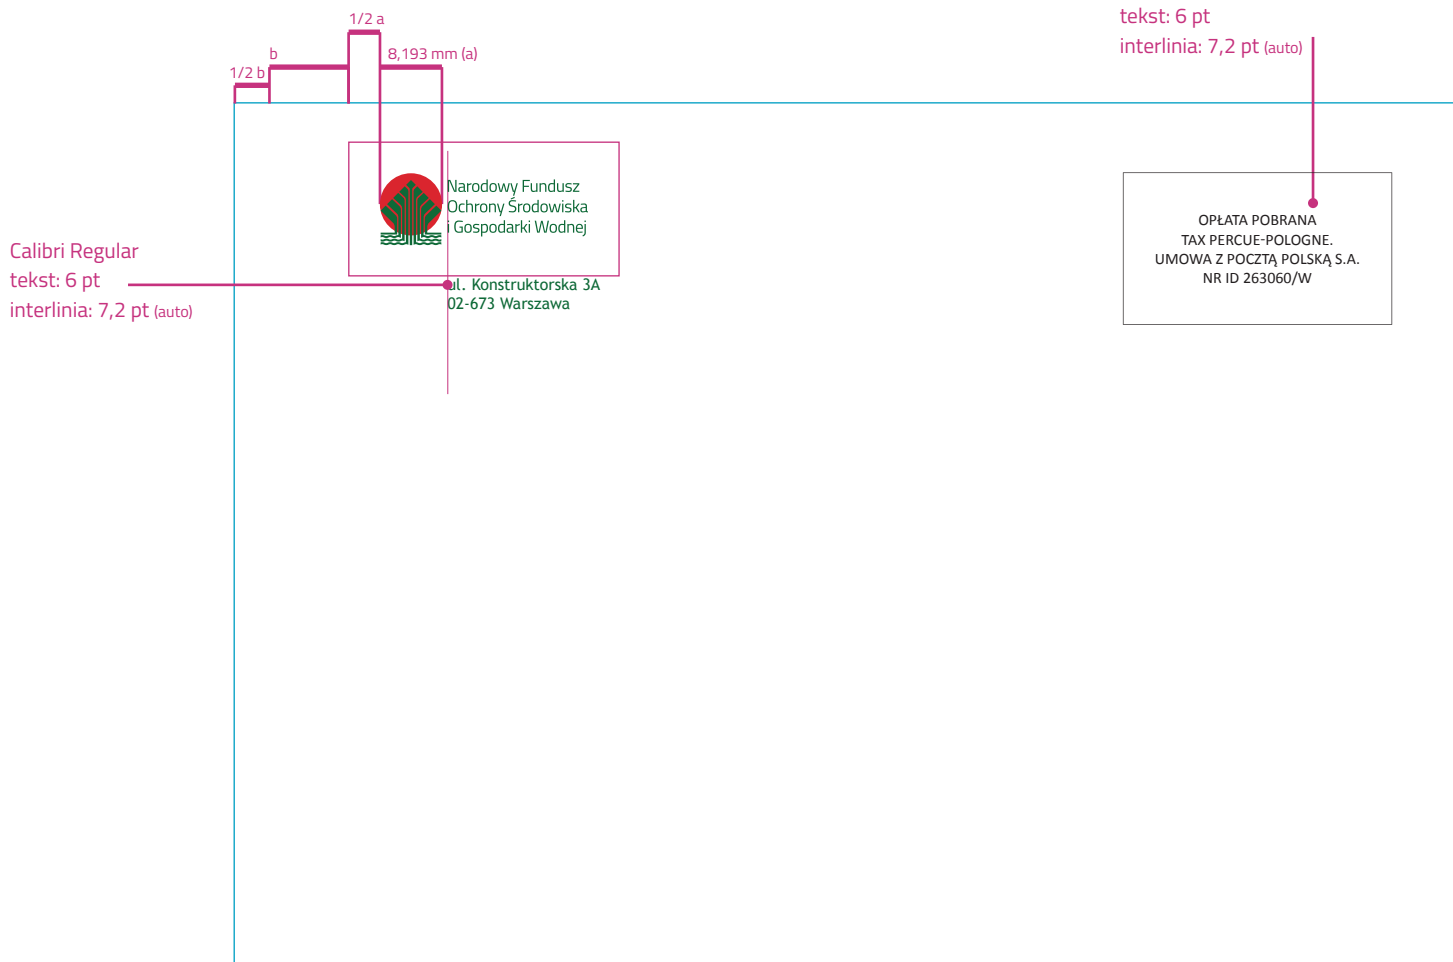 1/2 a
b
8,193 mm (a)
1/2 b
tekst: 6 pt
interlinia: 7,2 pt (auto)
Narodowy Fundusz
Ochrony Środowiska
i Gospodarki Wodnej
Calibri Regular
tekst: 6 pt
interlinia: 7,2 pt (auto)
ul. Konstruktorska 3A
02-673 Warszawa
OPŁATA POBRANA
TAX PERCUE-POLOGNE.
UMOWA Z POCZTĄ POLSKĄ S.A.
NR ID 263060/W